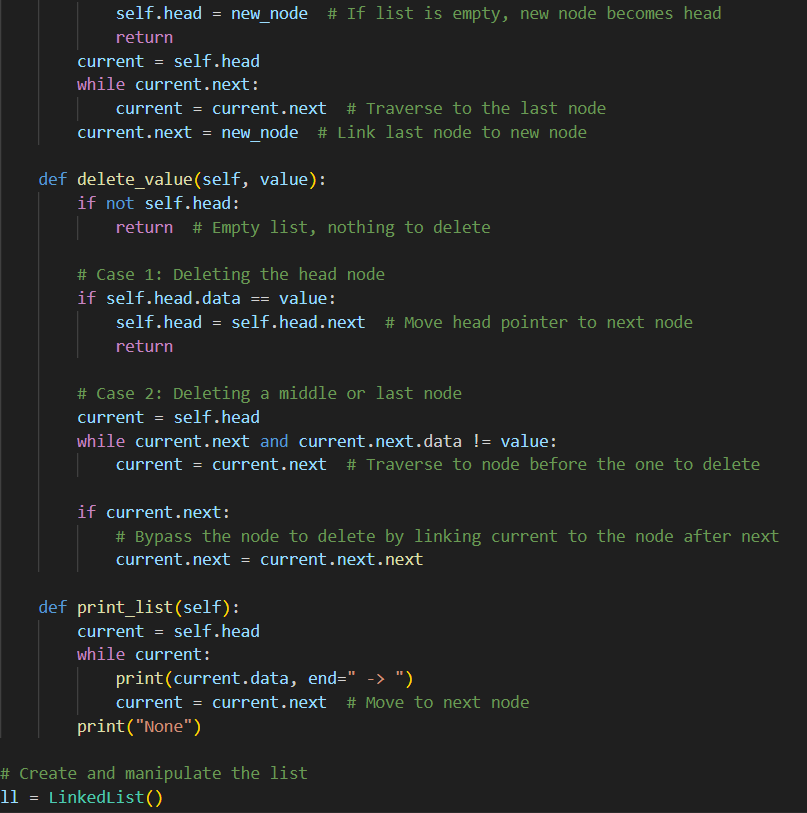 self.head = new_node  # If list is empty, new node becomes head
            return
        current = self.head
        while current.next:
            current = current.next  # Traverse to the last node
        current.next = new_node  # Link last node to new node

    def delete_value(self, value):
        if not self.head:
            return  # Empty list, nothing to delete

        # Case 1: Deleting the head node
        if self.head.data == value:
            self.head = self.head.next  # Move head pointer to next node
            return

        # Case 2: Deleting a middle or last node
        current = self.head
        while current.next and current.next.data != value:
            current = current.next  # Traverse to node before the one to delete

        if current.next:
            # Bypass the node to delete by linking current to the node after next
            current.next = current.next.next

    def print_list(self):
        current = self.head
        while current:
            print(current.data, end=" -> ")
            current = current.next  # Move to next node
        print("None")

# Create and manipulate the list
ll = LinkedList()